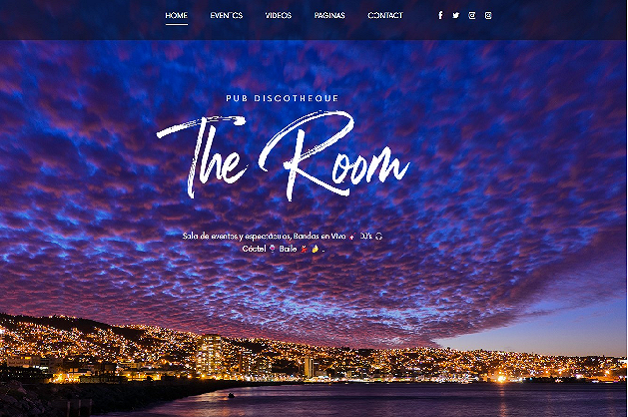 HOME EVENTOS VIDEOS PAGINAS CONTACT
PUB DISCOTHEQUE
The Room
Sala de eventos y espectáculos, Bandas en Vivo 🎤 DJ's 🎧
Cóctel 🍷 Baile 💃 🎉 ..